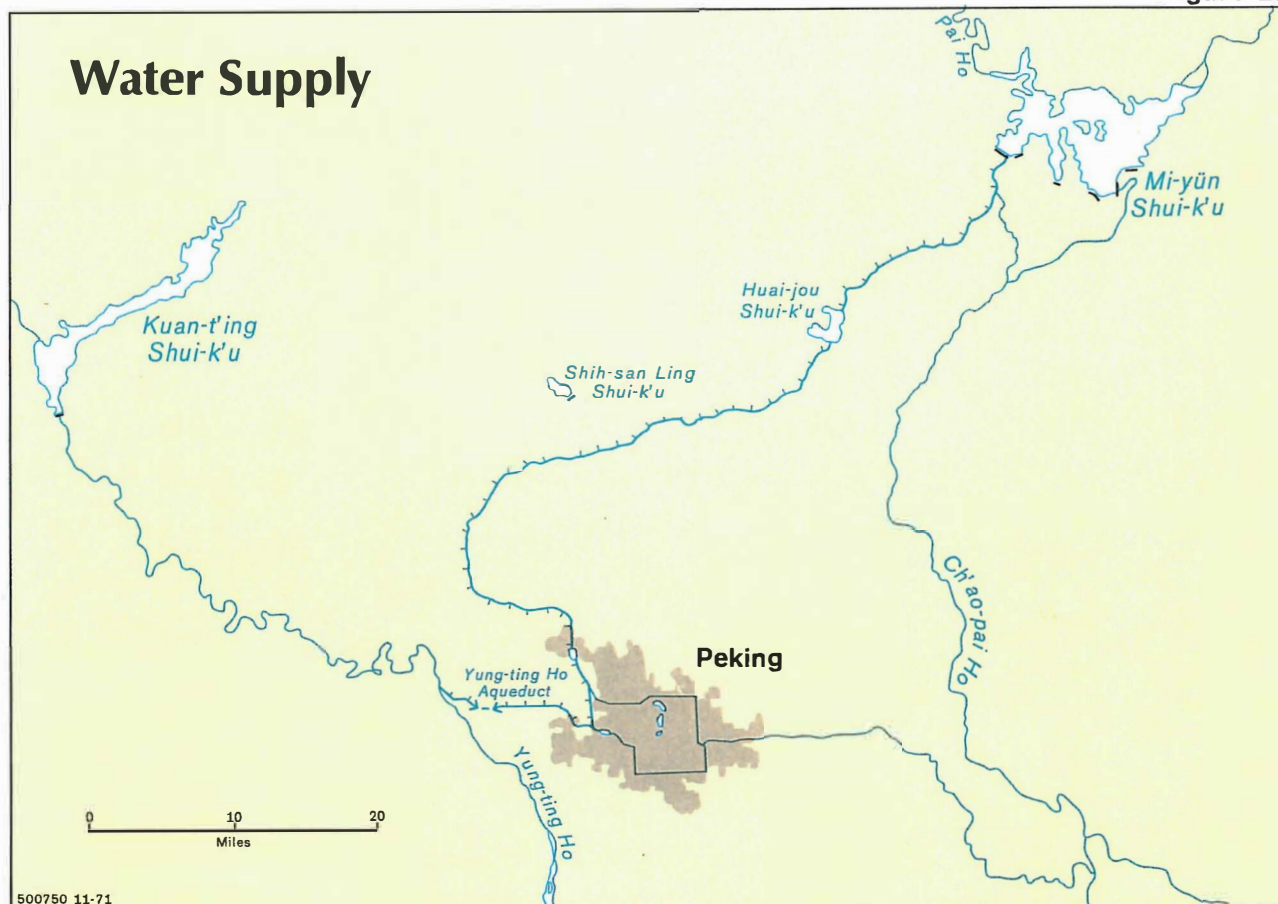 Water Supply
Pai Ho
Mi-yün
Shui-k'u
Kuan-t'ing
Shui-k'u
Huai-jou
Shui-k'u
Shih-san Ling
Shui-k'u
Ch'ao-pai Ho
Peking
Yung-ting Ho
Aqueduct
Yung-ting Ho
0 10 20
Miles
500750 11-71